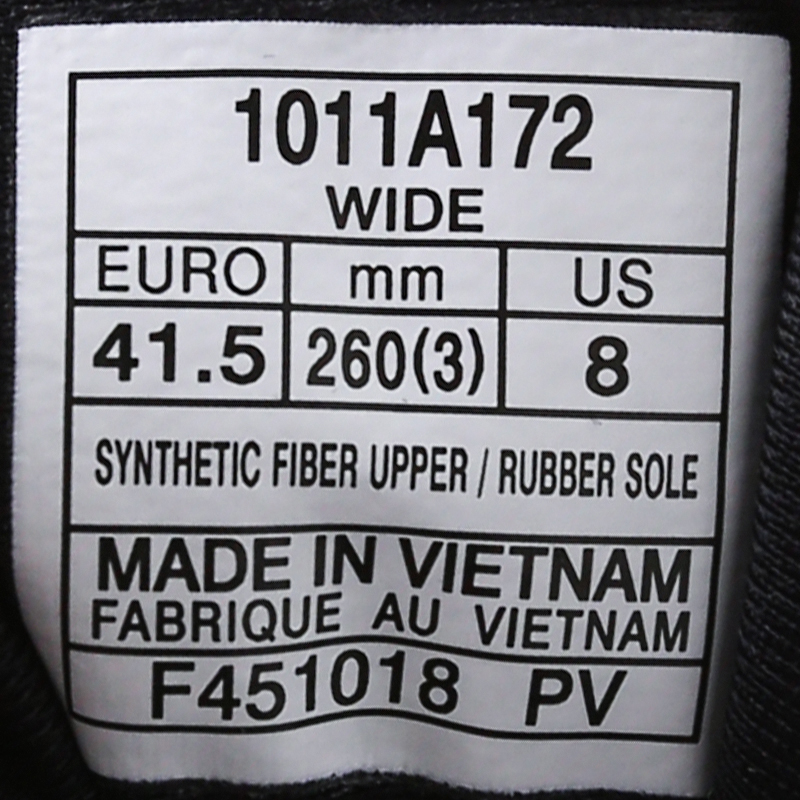 1011A172
WIDE
EURO mm US
41.5 260(3) 8
SYNTHETIC FIBER UPPER / RUBBER SOLE
MADE IN VIETNAM
FABRIQUE AU VIETNAM
F451018 PV